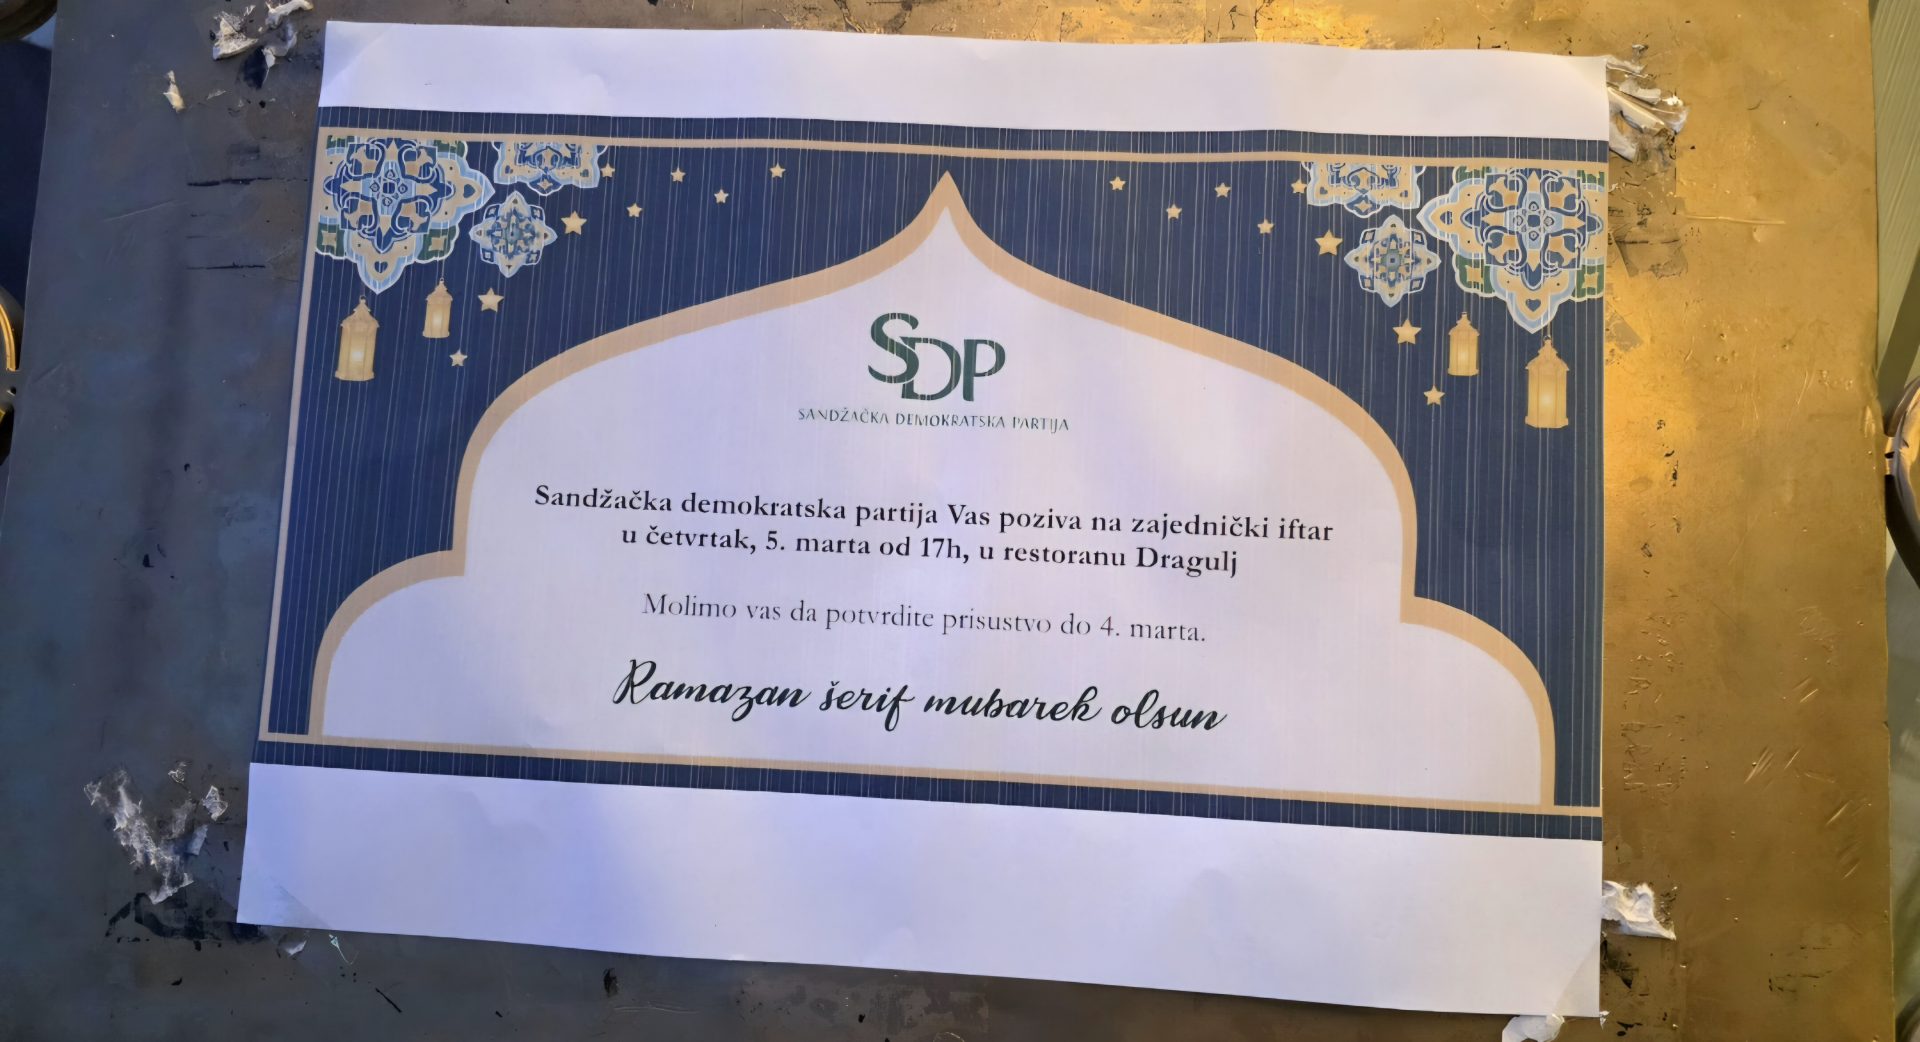 SDP
SANDŽAČKA DEMOKRATSKA PARTIJA
Sandžačka demokratska partija Vas poziva na zajednički iftar
u četvrtak, 5. marta od 17h, u restoranu Dragulj
Molimo vas da potvrdite prisustvo do 4. marta.
Ramazan šerif mubarek olsun